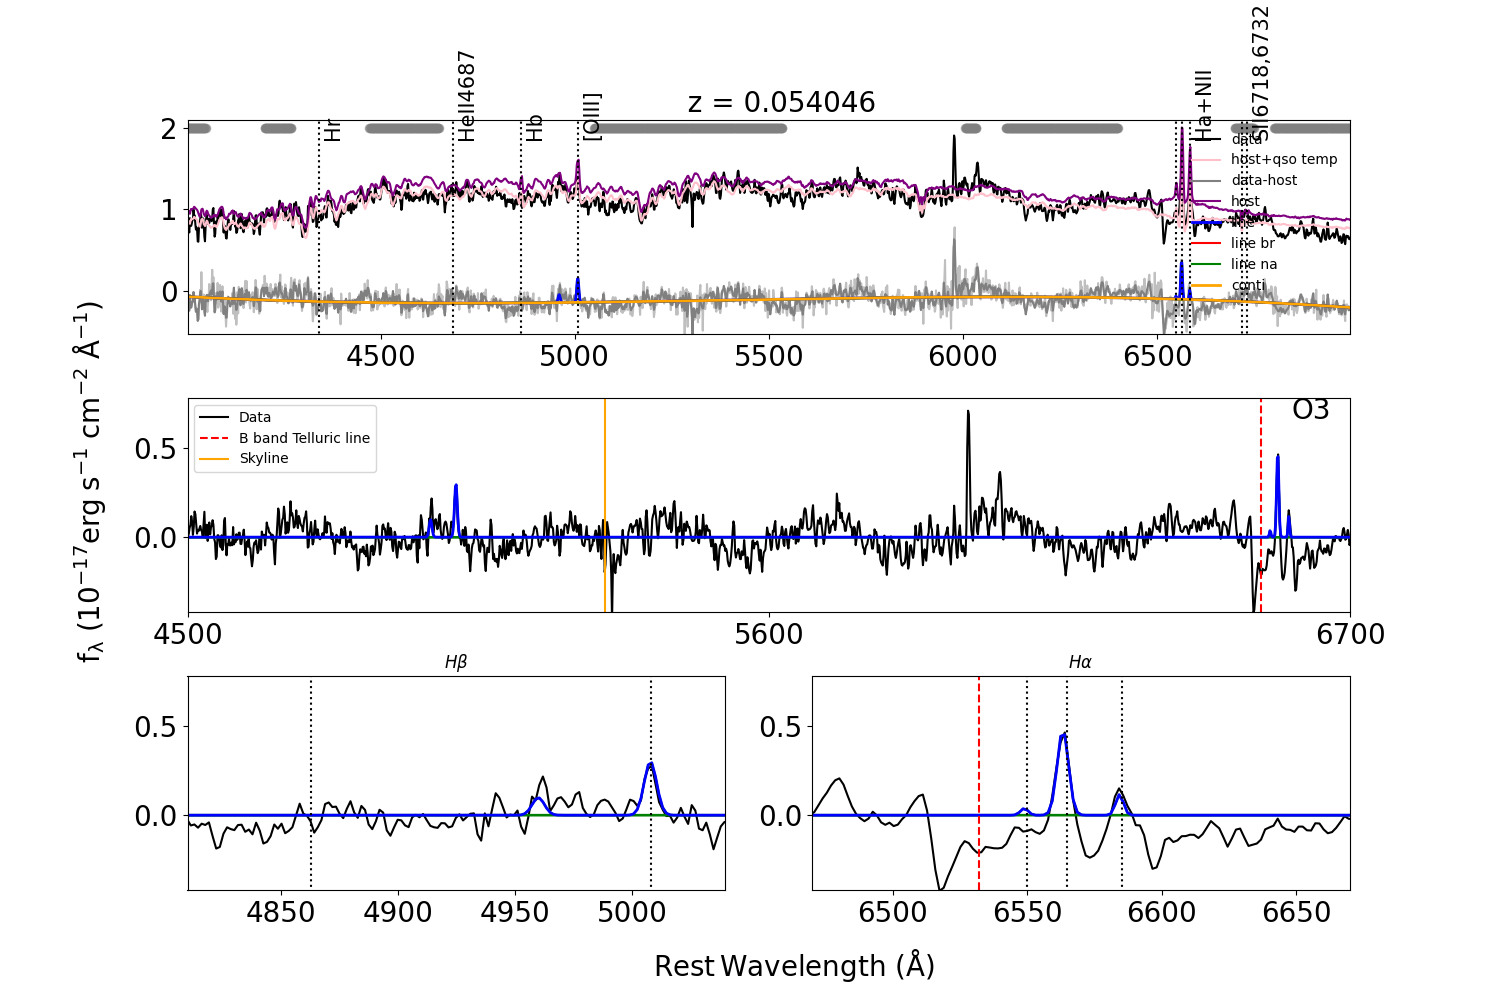 z = 0.054046
Hr
HeII4687
Hb
[OIII]
Ha+NII
SII6718,6732
2
1
0
data
host+qso temp
data-host
host
line
line br
line na
conti
4500
5000
5500
6000
6500
O3
Data
B band Telluric line
Skyline
0.5
0.0
4500
5600
6700
fλ (10⁻¹⁷erg s⁻¹ cm⁻² Å⁻¹)
Hβ
0.5
0.0
4850
4900
4950
5000
Hα
0.5
0.0
6500
6550
6600
6650
Rest Wavelength (Å)